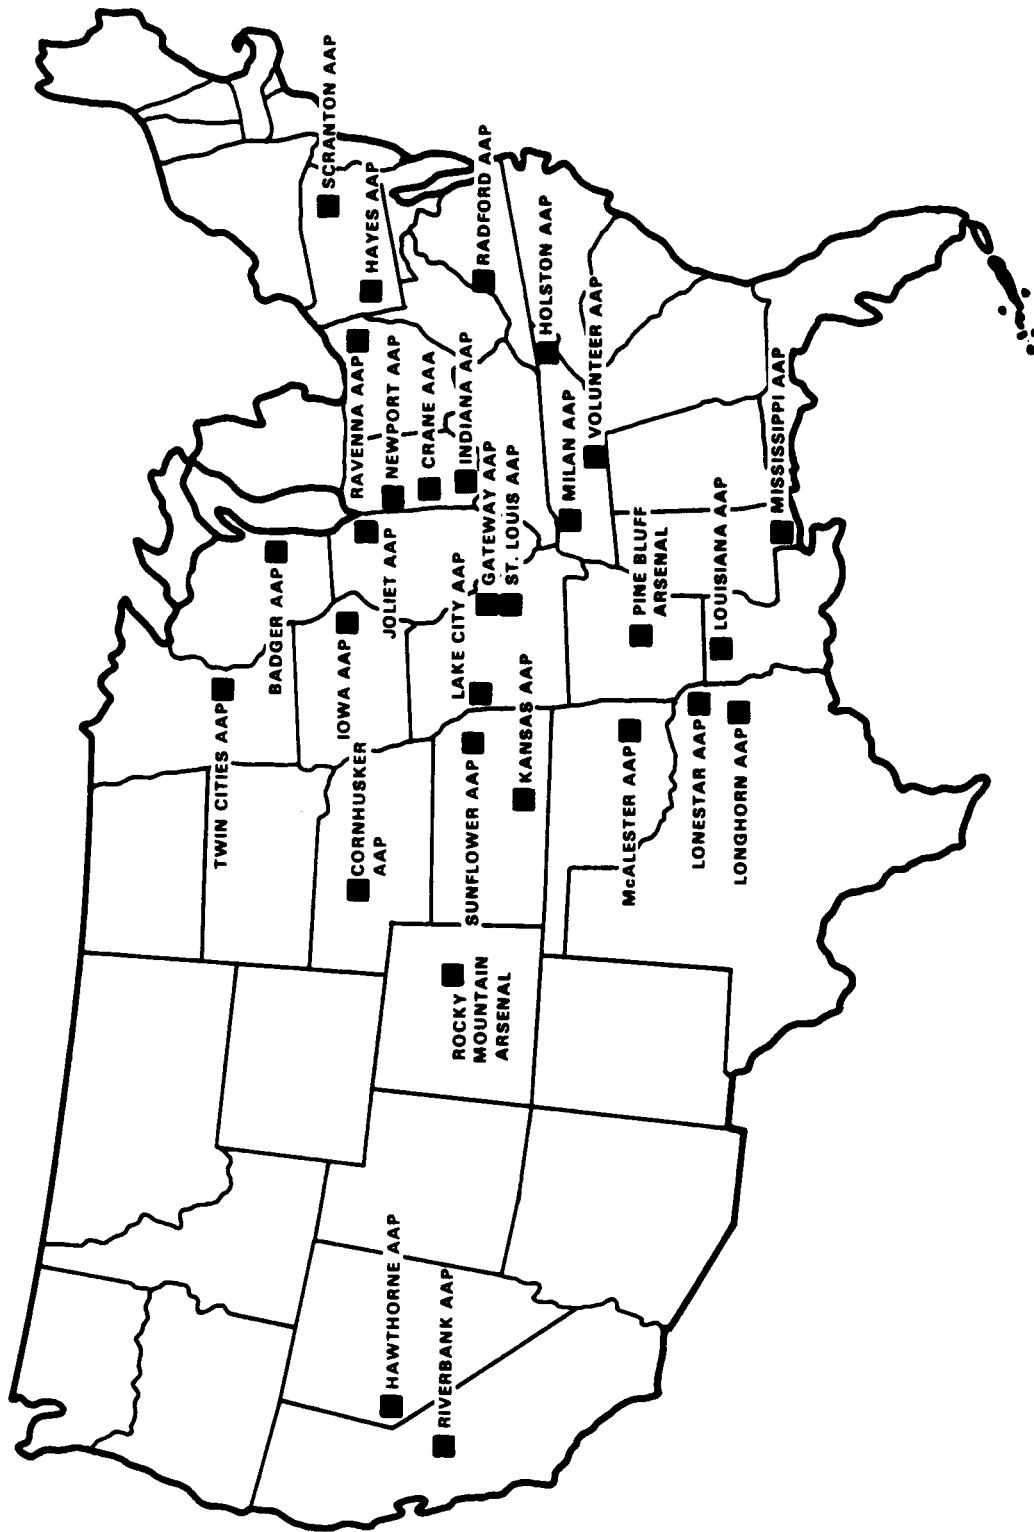 SCRANTON AAP
HAYES AAP
RADFORD AAP
HOLSTON AAP
VOLUNTEER AAP
MILAN AAP
RAVENNA AAP
NEWPORT AAP
CRANE AAA
INDIANA AAP
GATEWAY AAP
ST. LOUIS AAP
MISSISSIPPI AAP
BADGER AAP
JOLIET AAP
IOWA AAP
LAKE CITY AAP
PINE BLUFF
ARSENAL
LOUISIANA AAP
TWIN CITIES AAP
CORNHUSKER
AAP
SUNFLOWER AAP
KANSAS AAP
McALESTER AAP
LONESTAR AAP
LONGHORN AAP
ROCKY
MOUNTAIN
ARSENAL
HAWTHORNE AAP
RIVERBANK AAP